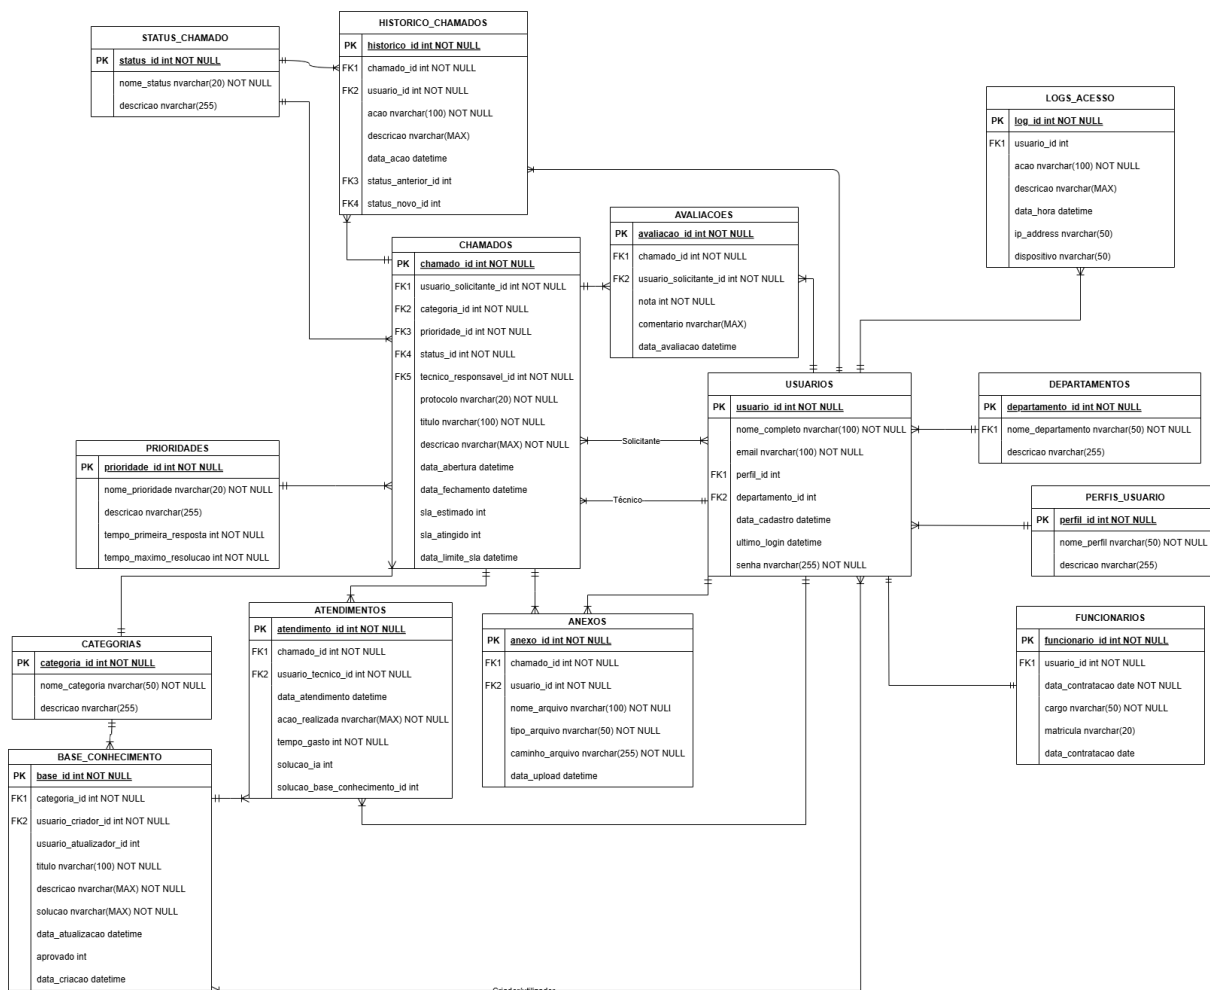 HISTORICO_CHAMADOS
PK historico_id int NOT NULL
FK1 chamado_id int NOT NULL
FK2 usuario_id int NOT NULL
acao nvarchar(100) NOT NULL
descricao nvarchar(MAX)
data_acao datetime
FK3 status_anterior_id int
FK4 status_novo_id int
STATUS_CHAMADO
PK status_id int NOT NULL
nome_status nvarchar(20) NOT NULL
descricao nvarchar(255)
LOGS_ACESSO
PK log_id int NOT NULL
FK1 usuario_id int
acao nvarchar(100) NOT NULL
descricao nvarchar(MAX)
data_hora datetime
ip_address nvarchar(50)
dispositivo nvarchar(50)
AVALIACOES
PK avaliacao_id int NOT NULL
FK1 chamado_id int NOT NULL
FK2 usuario_solicitante_id int NOT NULL
nota int NOT NULL
comentario nvarchar(MAX)
data_avaliacao datetime
CHAMADOS
PK chamado_id int NOT NULL
FK1 usuario_solicitante_id int NOT NULL
FK2 categoria_id int NOT NULL
FK3 prioridade_id int NOT NULL
FK4 status_id int NOT NULL
FK5 tecnico_responsavel_id int NOT NULL
protocolo nvarchar(20) NOT NULL
titulo nvarchar(100) NOT NULL
descricao nvarchar(MAX) NOT NULL
data_abertura datetime
data_fechamento datetime
sla_estimado int
sla_atingido int
data_limite_sla datetime
Solicitante
Técnico
USUARIOS
PK usuario_id int NOT NULL
nome_completo nvarchar(100) NOT NULL
email nvarchar(100) NOT NULL
FK1 perfil_id int
FK2 departamento_id int
data_cadastro datetime
ultimo_login datetime
senha nvarchar(255) NOT NULL
DEPARTAMENTOS
PK departamento_id int NOT NULL
FK1 nome_departamento nvarchar(50) NOT NULL
descricao nvarchar(255)
PRIORIDADES
PK prioridade_id int NOT NULL
nome_prioridade nvarchar(20) NOT NULL
descricao nvarchar(255)
tempo_primeira_resposta int NOT NULL
tempo_maximo_resolucao int NOT NULL
PERFIS_USUARIO
PK perfil_id int NOT NULL
nome_perfil nvarchar(50) NOT NULL
descricao nvarchar(255)
ATENDIMENTOS
PK atendimento_id int NOT NULL
FK1 chamado_id int NOT NULL
FK2 usuario_tecnico_id int NOT NULL
data_atendimento datetime
acao_realizada nvarchar(MAX) NOT NULL
tempo_gasto int NOT NULL
solucao_ia int
solucao_base_conhecimento_id int
ANEXOS
PK anexo_id int NOT NULL
FK1 chamado_id int NOT NULL
FK2 usuario_id int NOT NULL
nome_arquivo nvarchar(100) NOT NULl
tipo_arquivo nvarchar(50) NOT NULL
caminho_arquivo nvarchar(255) NOT NULL
data_upload datetime
FUNCIONARIOS
PK funcionario_id int NOT NULL
FK1 usuario_id int NOT NULL
data_contratacao date NOT NULL
cargo nvarchar(50) NOT NULL
matricula nvarchar(20)
data_contratacao date
CATEGORIAS
PK categoria_id int NOT NULL
nome_categoria nvarchar(50) NOT NULL
descricao nvarchar(255)
BASE_CONHECIMENTO
PK base_id int NOT NULL
FK1 categoria_id int NOT NULL
FK2 usuario_criador_id int NOT NULL
usuario_atualizador_id int
titulo nvarchar(100) NOT NULL
descricao nvarchar(MAX) NOT NULL
solucao nvarchar(MAX) NOT NULL
data_atualizacao datetime
aprovado int
data_criacao datetime